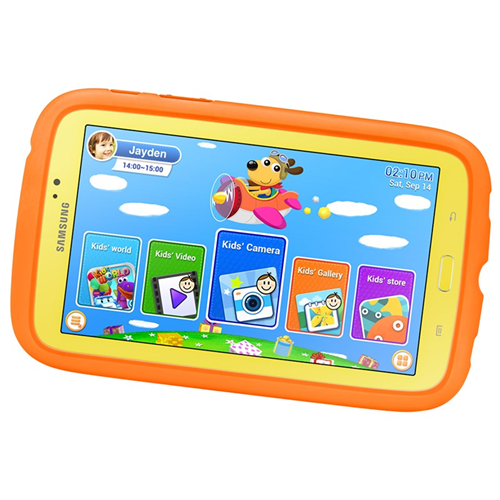 SAMSUNG
Jayden
14:00~15:00
02:10 PM
Sat, Sep 14
Kids' world
Kids' Video
Kids' Camera
Kids' Gallery
Kids' store
WORLD